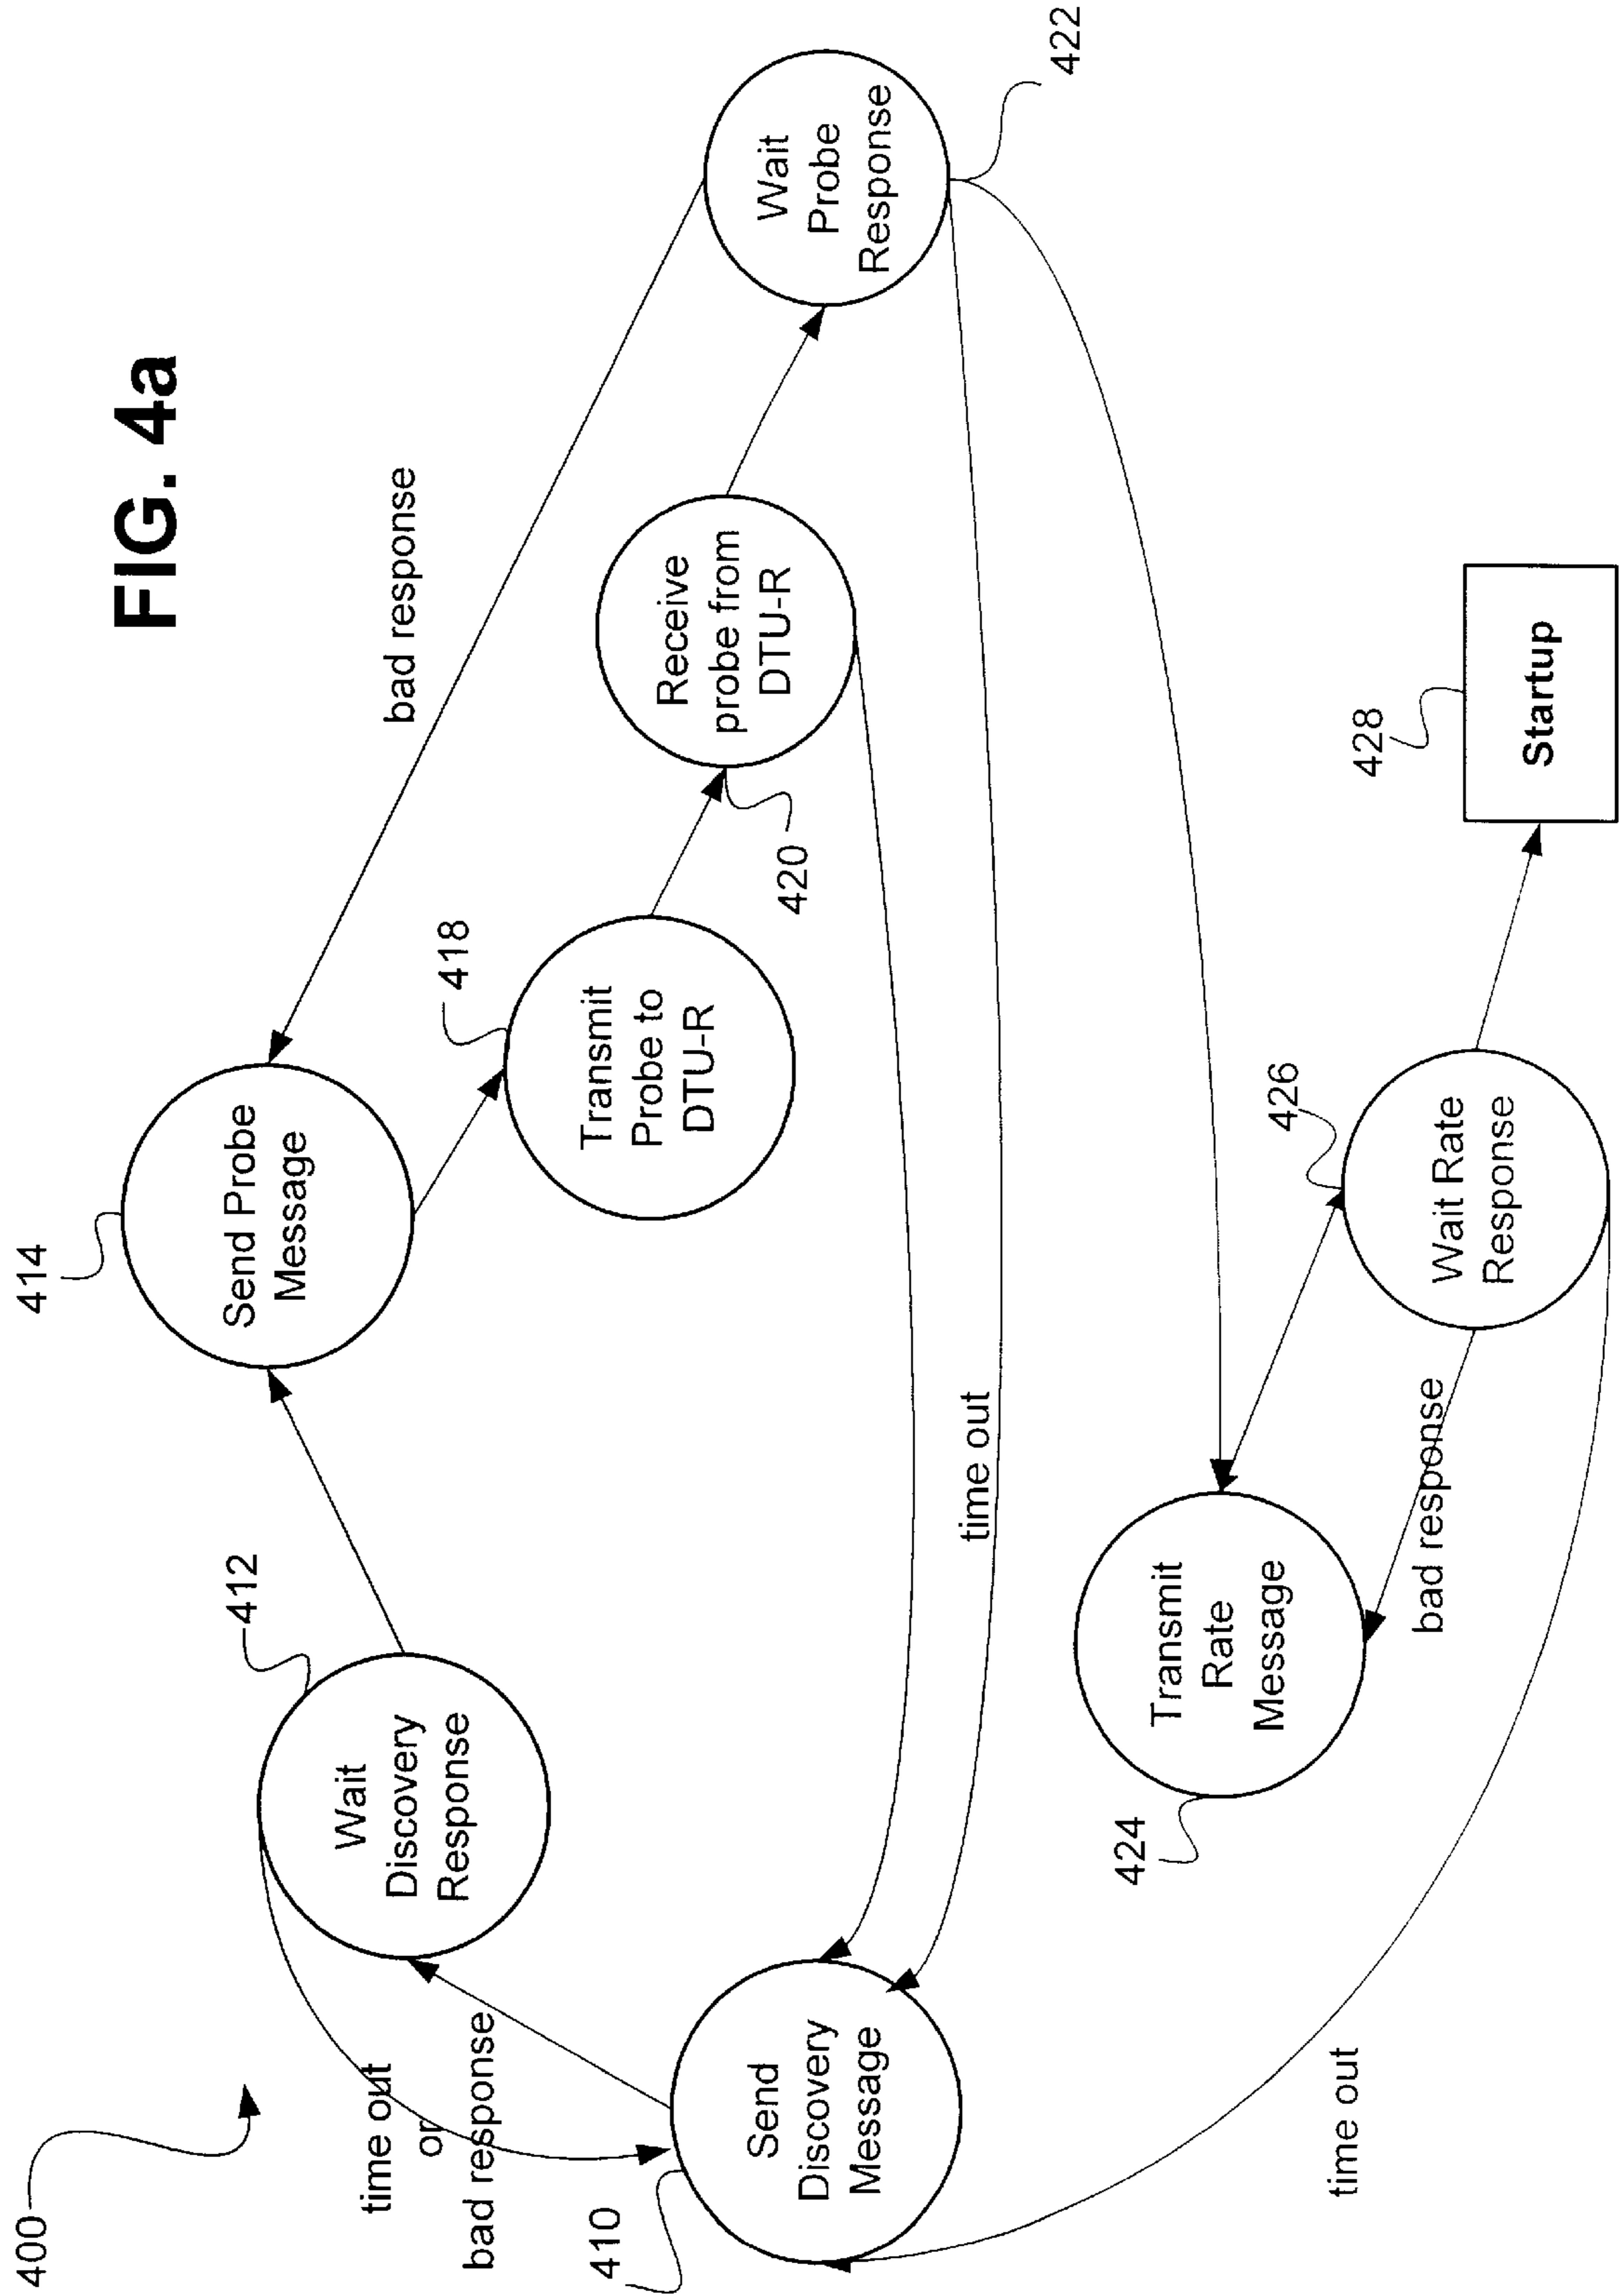 FIG. 4a
400
414
Send Probe
Message
412
Wait
Discovery
Response
time out
or
bad response
410
Send
Discovery
Message
418
Transmit
Probe to
DTU-R
bad response
420
Receive
probe from
DTU-R
Wait
Probe
Response
422
time out
424
Transmit
Rate
Message
426
Wait Rate
Response
bad response
time out
428
Startup